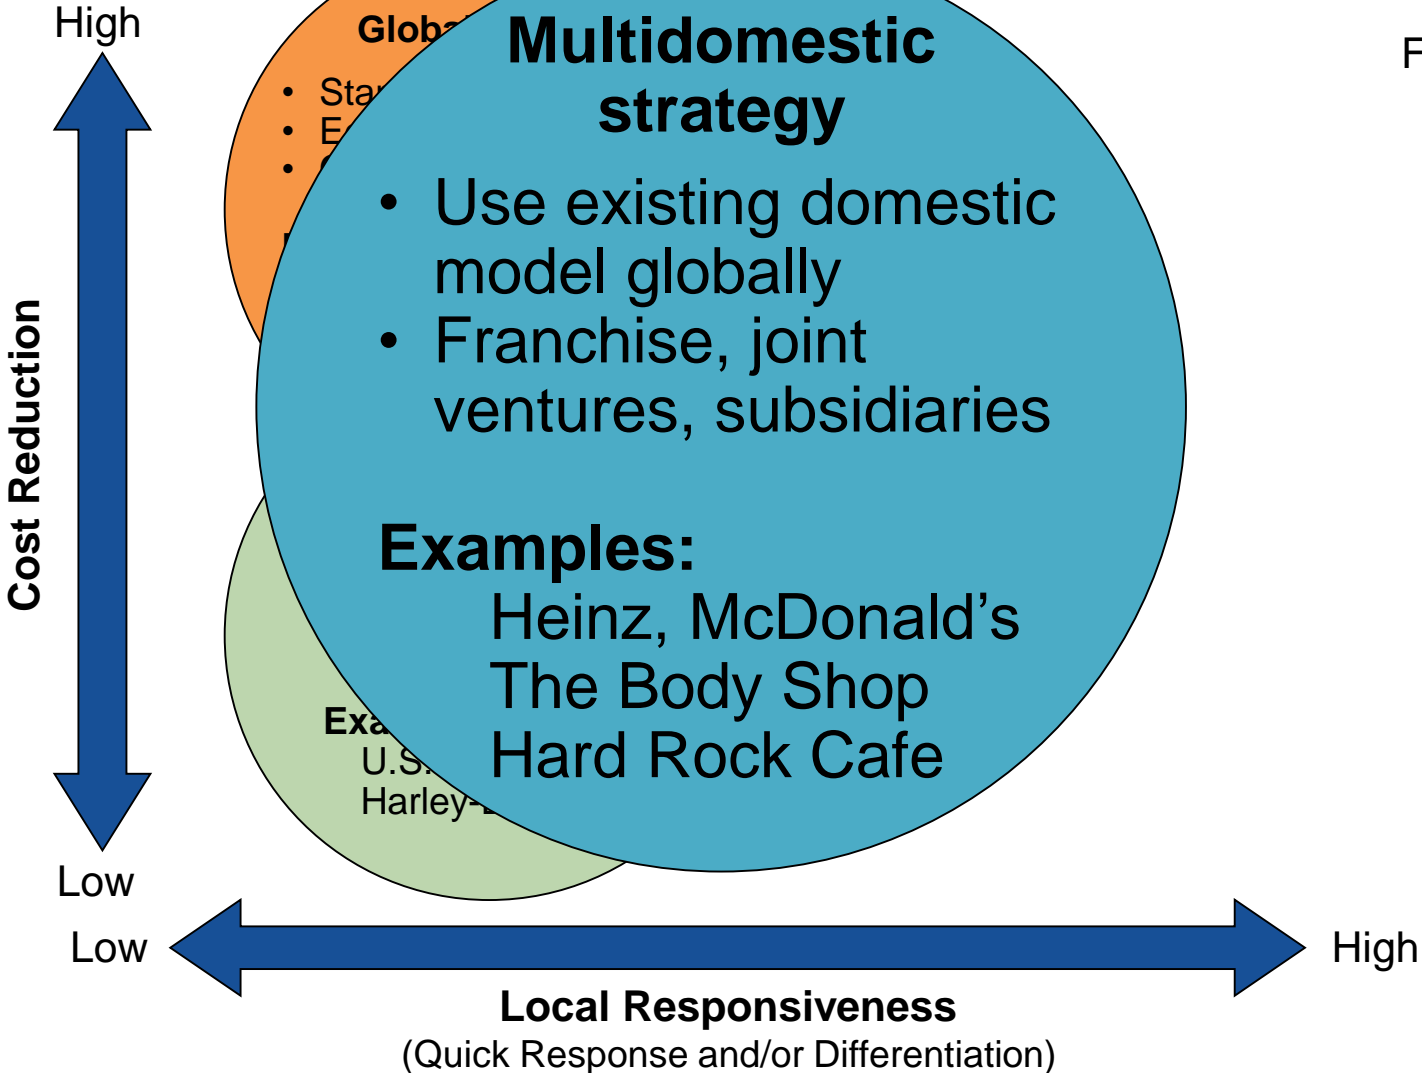 High
Multidomestic
strategy
• Use existing domestic
model globally
• Franchise, joint
ventures, subsidiaries
Examples:
Heinz, McDonald’s
The Body Shop
Hard Rock Cafe
U.S.
Cost Reduction
Low
Low
High
Local Responsiveness
(Quick Response and/or Differentiation)